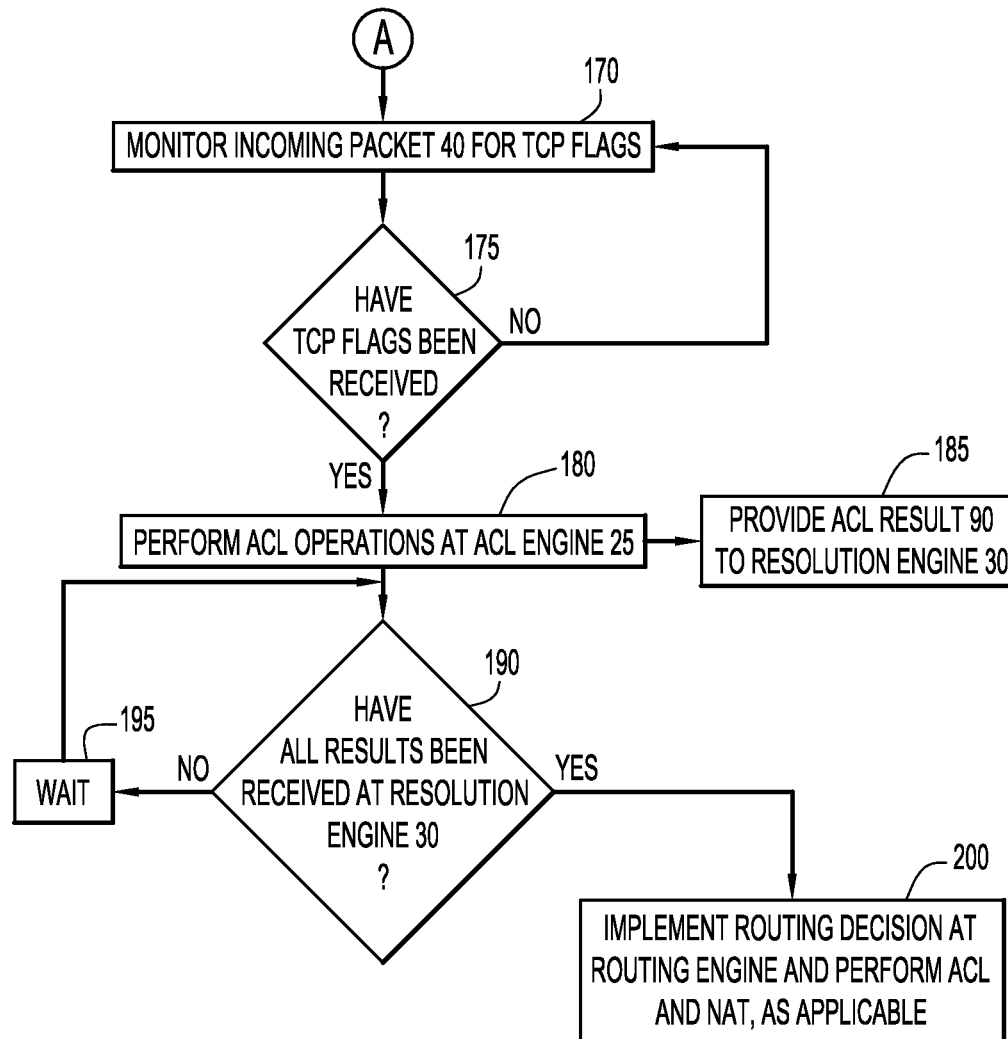 A
170
MONITOR INCOMING PACKET 40 FOR TCP FLAGS
175
HAVE
TCP FLAGS BEEN
RECEIVED
?
NO
YES
180
PERFORM ACL OPERATIONS AT ACL ENGINE 25
185
PROVIDE ACL RESULT 90
TO RESOLUTION ENGINE 30
190
HAVE
ALL RESULTS BEEN
RECEIVED AT RESOLUTION
ENGINE 30
?
195
WAIT
NO
YES
200
IMPLEMENT ROUTING DECISION AT
ROUTING ENGINE AND PERFORM ACL
AND NAT, AS APPLICABLE